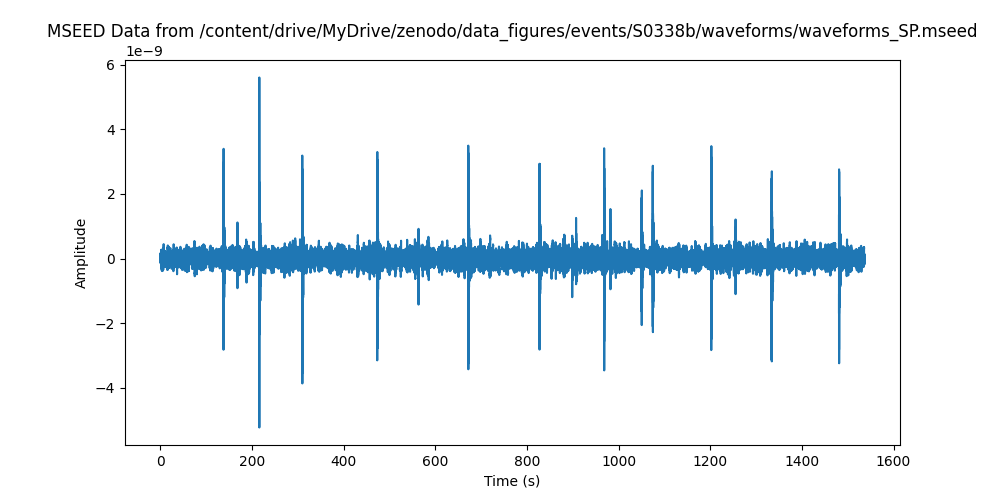 MSEED Data from /content/drive/MyDrive/zenodo/data_figures/events/S0338b/waveforms/waveforms_SP.mseed
1e−9
6
4
2
0
−2
−4
Amplitude
0 200 400 600 800 1000 1200 1400 1600
Time (s)